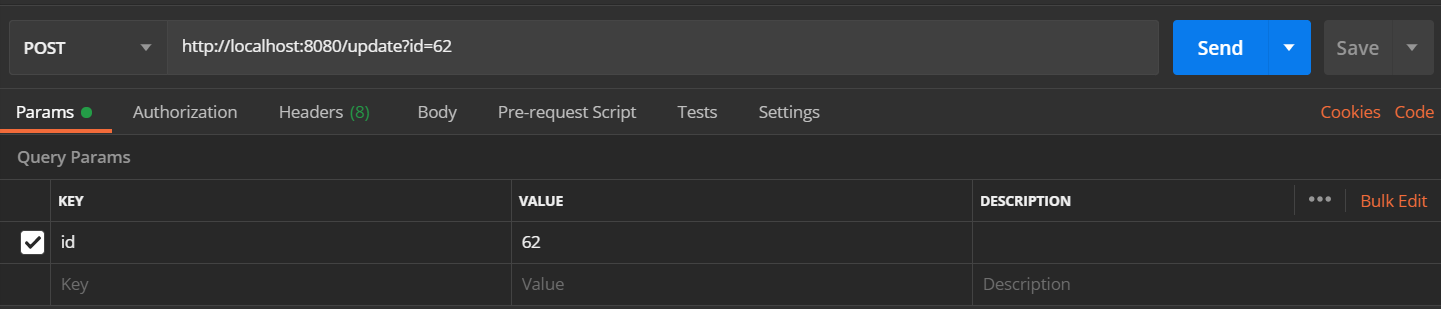 POST http://localhost:8080/update?id=62 Send Save
Params Authorization Headers (8) Body Pre-request Script Tests Settings Cookies Code
Query Params
KEY VALUE DESCRIPTION ••• Bulk Edit
id 62
Key Value Description